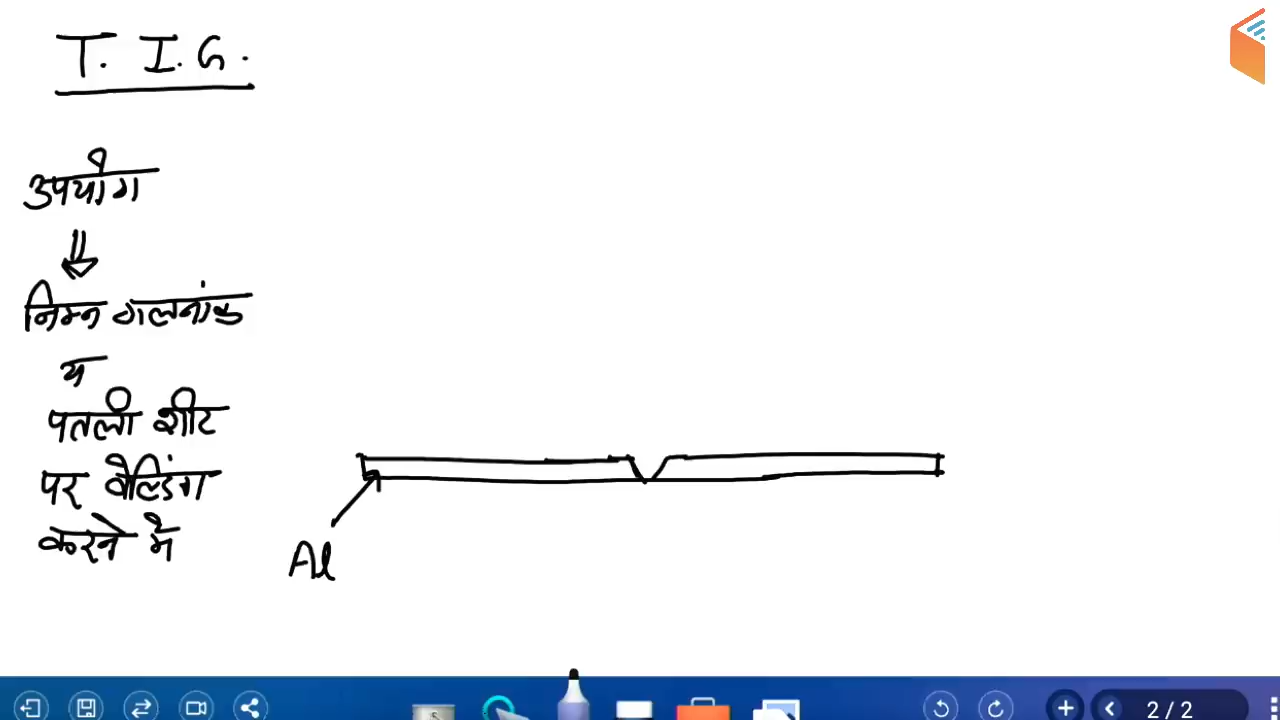 T. I. G.
उपयोग
निम्न गलनांक
य
पतली शीट
पर वेल्डिंग
करने में
Al
2/2